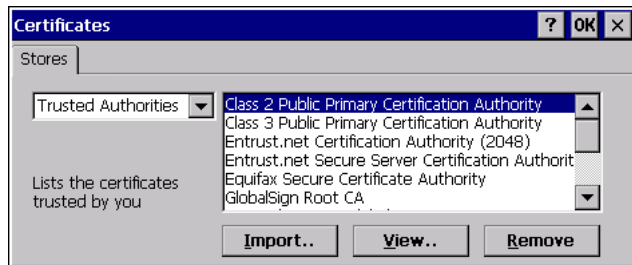 Certificates ? OK ×
Stores
Trusted Authorities
Class 2 Public Primary Certification Authority
Class 3 Public Primary Certification Authority
Entrust.net Certification Authority (2048)
Entrust.net Secure Server Certification Authorit
Equifax Secure Certificate Authority
GlobalSign Root CA
Lists the certificates
trusted by you
Import.. View.. Remove